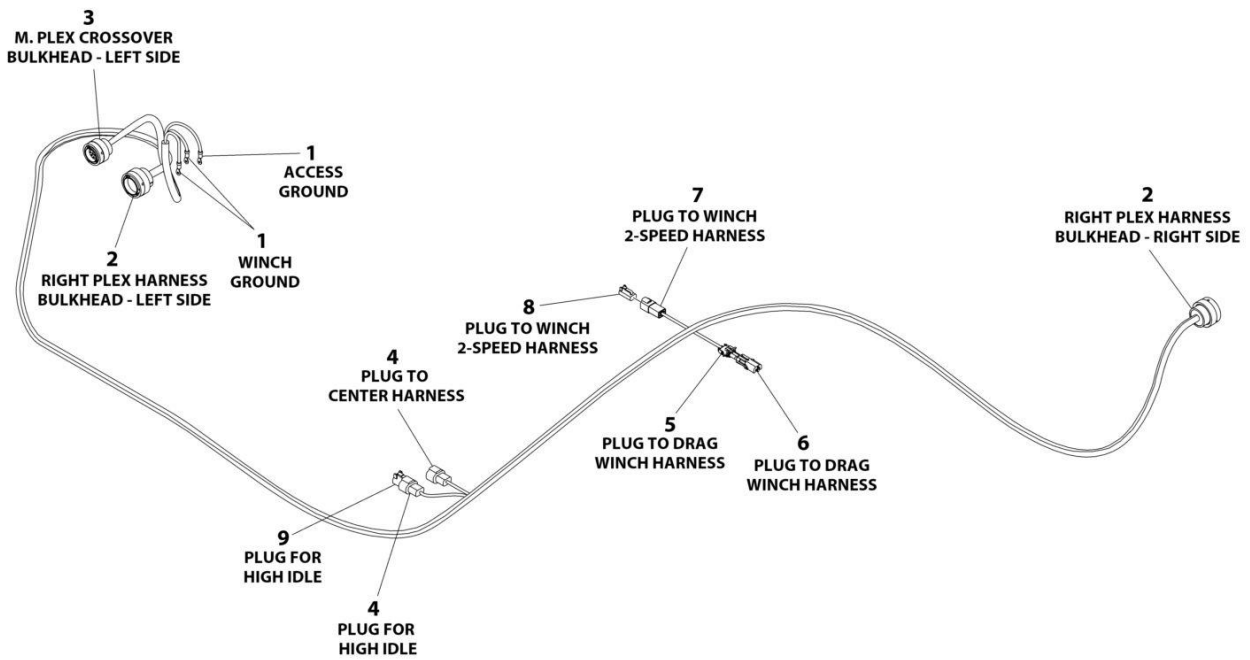 3
M. PLEX CROSSOVER
BULKHEAD - LEFT SIDE
1
ACCESS
GROUND
2
RIGHT PLEX HARNESS
BULKHEAD - LEFT SIDE
1
WINCH
GROUND
7
PLUG TO WINCH
2-SPEED HARNESS
2
RIGHT PLEX HARNESS
BULKHEAD - RIGHT SIDE
8
PLUG TO WINCH
2-SPEED HARNESS
4
PLUG TO
CENTER HARNESS
5
PLUG TO DRAG
WINCH HARNESS
6
PLUG TO DRAG
WINCH HARNESS
9
PLUG FOR
HIGH IDLE
4
PLUG FOR
HIGH IDLE